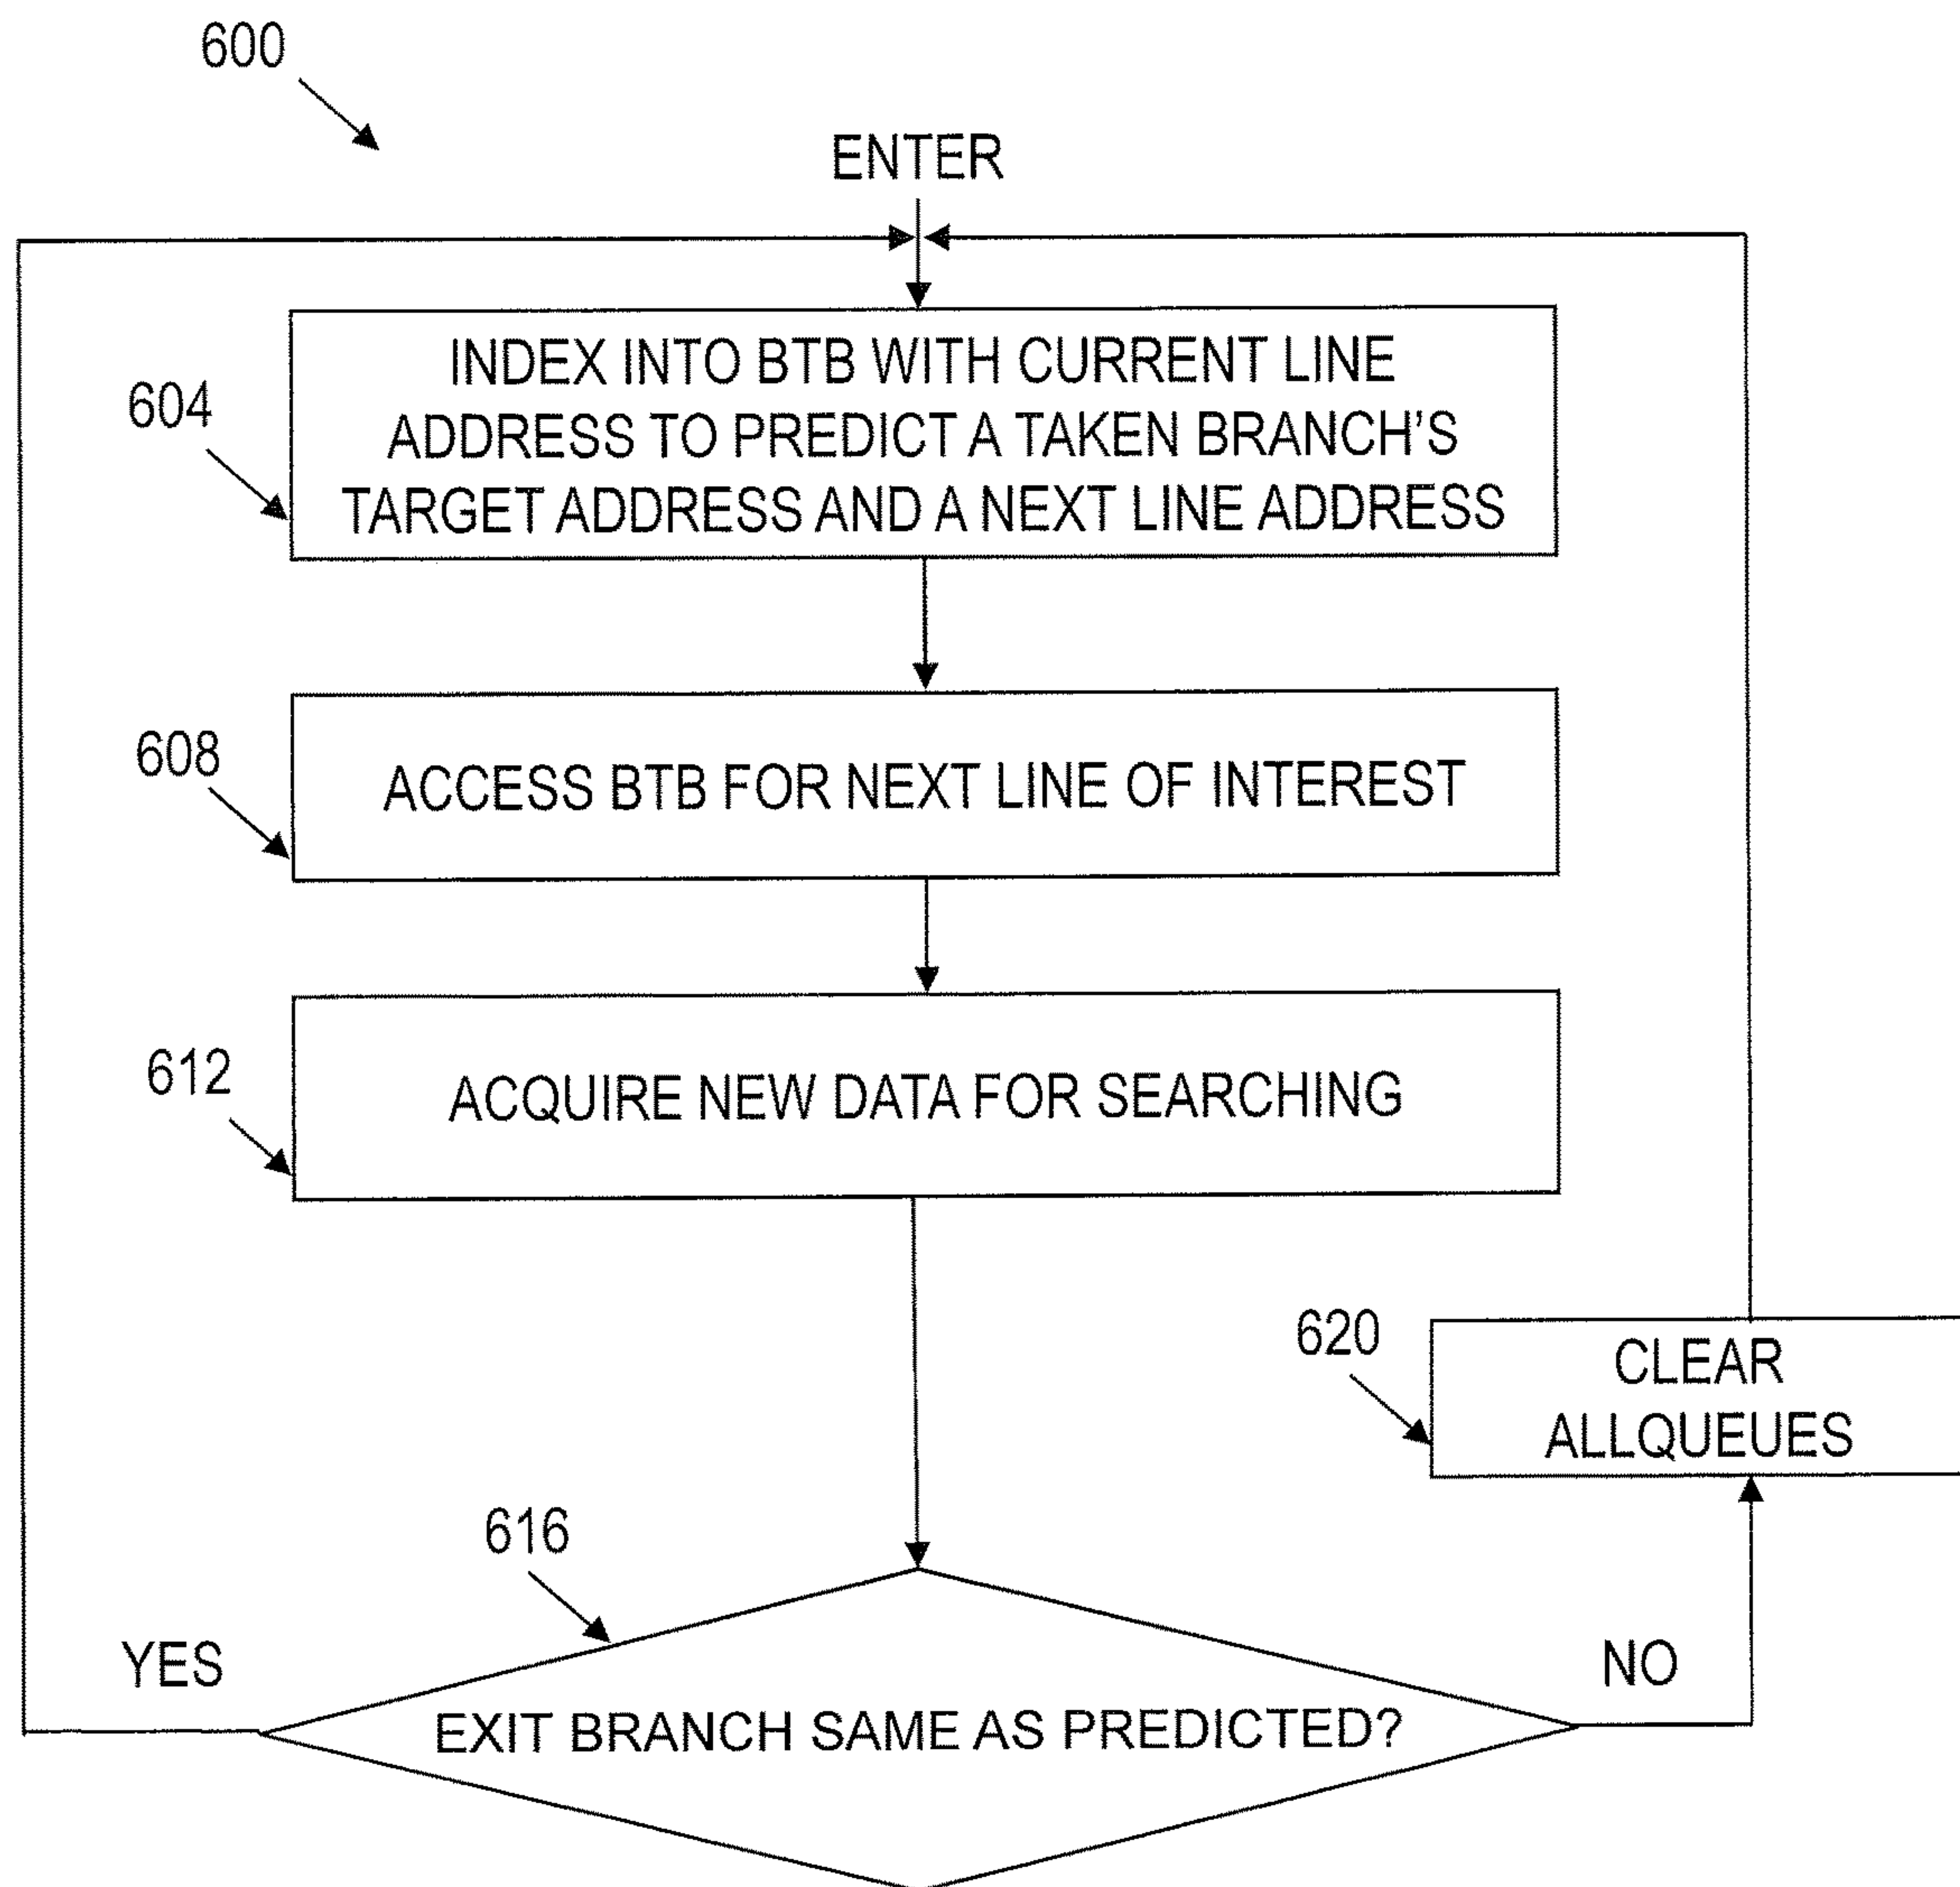 600
ENTER
604
INDEX INTO BTB WITH CURRENT LINE
ADDRESS TO PREDICT A TAKEN BRANCH'S
TARGET ADDRESS AND A NEXT LINE ADDRESS
608
ACCESS BTB FOR NEXT LINE OF INTEREST
612
ACQUIRE NEW DATA FOR SEARCHING
620
CLEAR
ALLQUEUES
616
YES
NO
EXIT BRANCH SAME AS PREDICTED?